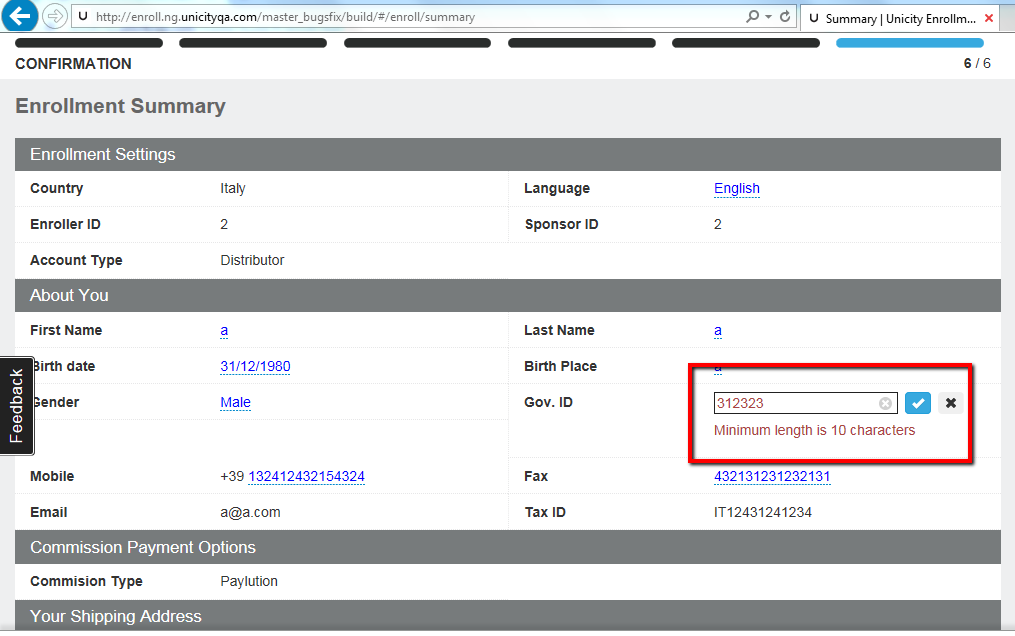 http://enroll.ng.unicityqa.com/master_bugsfix/build/#/enroll/summary
U Summary | Unicity Enrollm...
CONFIRMATION 6 / 6
Enrollment Summary
Enrollment Settings
Country Italy Language English
Enroller ID 2 Sponsor ID 2
Account Type Distributor
About You
First Name a Last Name a
Birth date 31/12/1980 Birth Place a
Feedback
Gender Male Gov. ID 312323
Minimum length is 10 characters
Mobile +39 132412432154324 Fax 432131231232131
Email a@a.com Tax ID IT12431241234
Commission Payment Options
Commision Type Paylution
Your Shipping Address